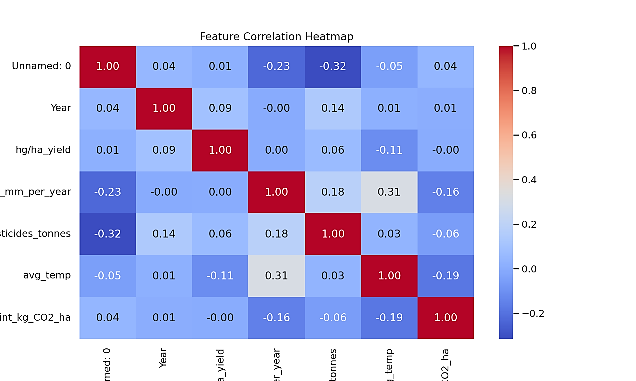 Feature Correlation Heatmap
Unnamed: 0 1.00 0.04 0.01 -0.23 -0.32 -0.05 0.04
Year 0.04 1.00 0.09 -0.00 0.14 0.01 0.01
hg/ha_yield 0.01 0.09 1.00 0.00 0.06 -0.11 -0.00
_mm_per_year -0.23 -0.00 0.00 1.00 0.18 0.31 -0.16
sticides_tonnes -0.32 0.14 0.06 0.18 1.00 0.03 -0.06
avg_temp -0.05 0.01 -0.11 0.31 0.03 1.00 -0.19
int_kg_CO2_ha 0.04 0.01 -0.00 -0.16 -0.06 -0.19 1.00
med: 0
Year
a_yield
er_year
tonnes
g_temp
CO2_ha
1.0
0.8
0.6
0.4
0.2
0.0
−0.2